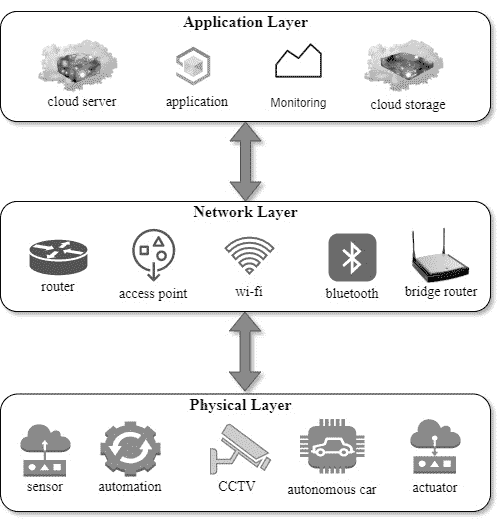 Application Layer
cloud server
application
Monitoring
cloud storage
Network Layer
router
access point
wi-fi
bluetooth
bridge router
Physical Layer
sensor
automation
CCTV
autonomous car
actuator